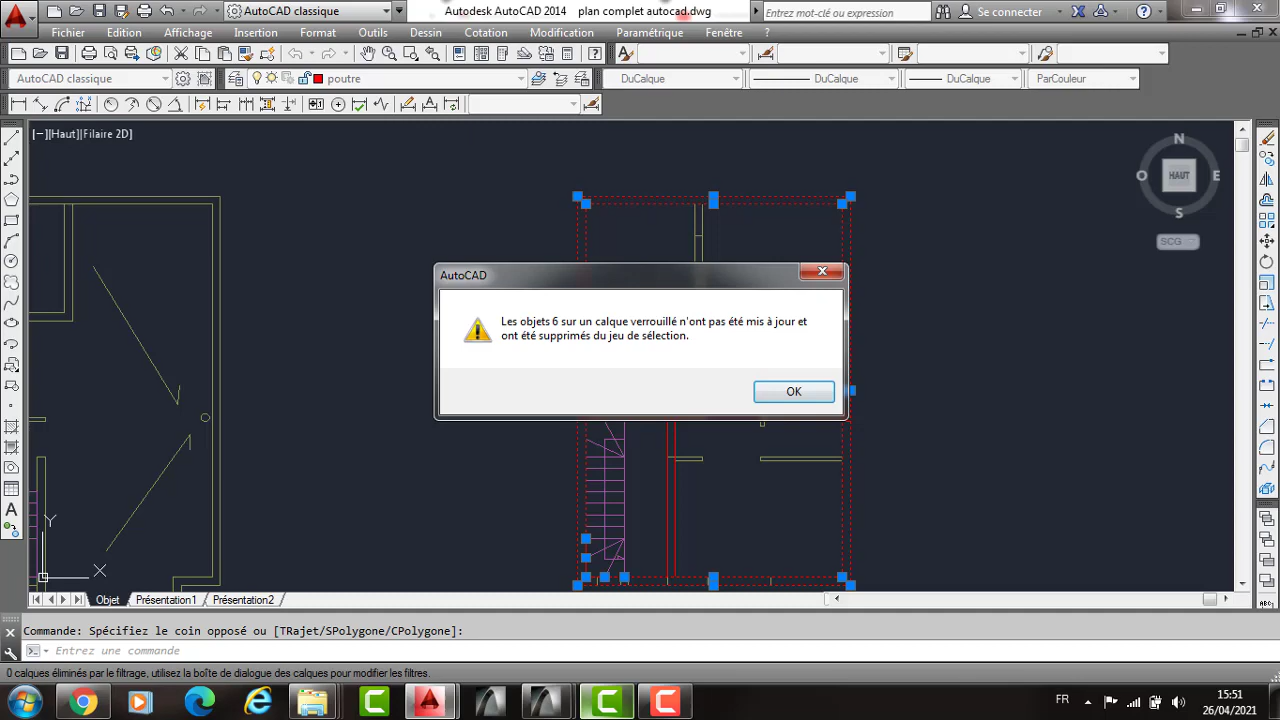 AutoCAD classique
Autodesk AutoCAD 2014 plan complet autocad.dwg
Entrez mot-clé ou expression
Se connecter
Fichier Edition Affichage Insertion Format Outils Dessin Cotation Modification Paramétrique Fenêtre ?
AutoCAD classique
poutre
DuCalque
DuCalque
DuCalque
ParCouleur
[−][Haut][Filaire 2D]
N
O HAUT E
S
SCG
AutoCAD
Les objets 6 sur un calque verrouillé n'ont pas été mis à jour et
ont été supprimés du jeu de sélection.
OK
Y
X
Objet Présentation1 Présentation2
Commande: Spécifiez le coin opposé ou [TRajet/SPolygone/CPolygone]:
Entrez une commande
0 calques éliminés par le filtrage, utilisez la boîte de dialogue des calques pour modifier les filtres.
FR
15:51
26/04/2021